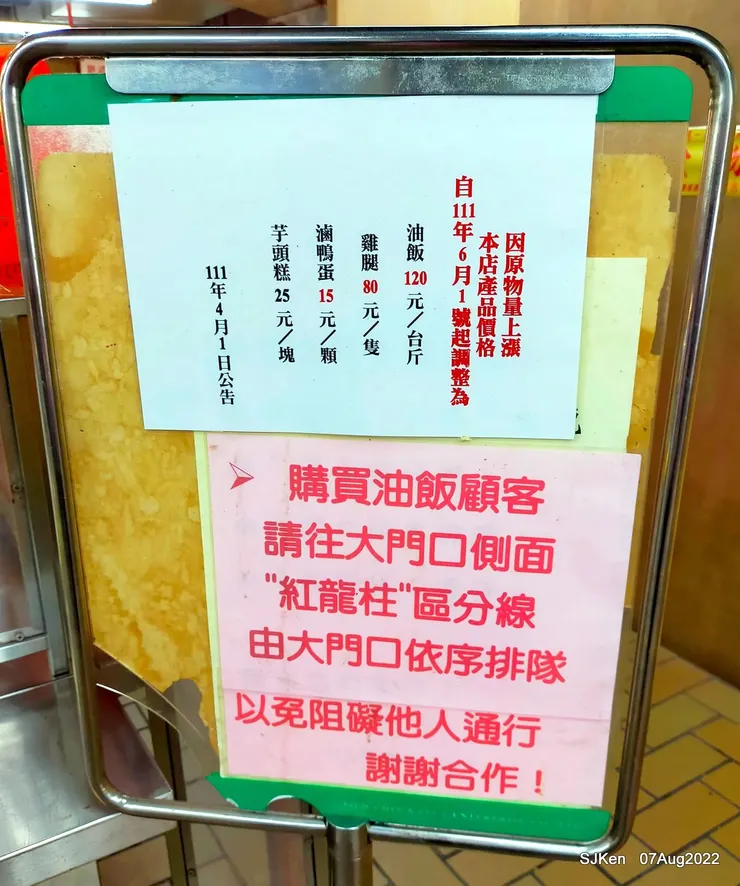 因原物量上漲
本店產品價格
自111年6月1號起調整為
油飯 120 元／台斤
雞腿 80 元／隻
滷鴨蛋 15 元／顆
芋頭糕 25 元／塊
111年4月1日公告
購買油飯顧客
請往大門口側面
"紅龍柱"區分線
由大門口依序排隊
以免阻礙他人通行
謝謝合作！
SJKen 07Aug2022